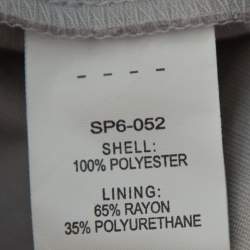 - - - -
SP6-052
SHELL:
100% POLYESTER
LINING:
65% RAYON
35% POLYURETHANE